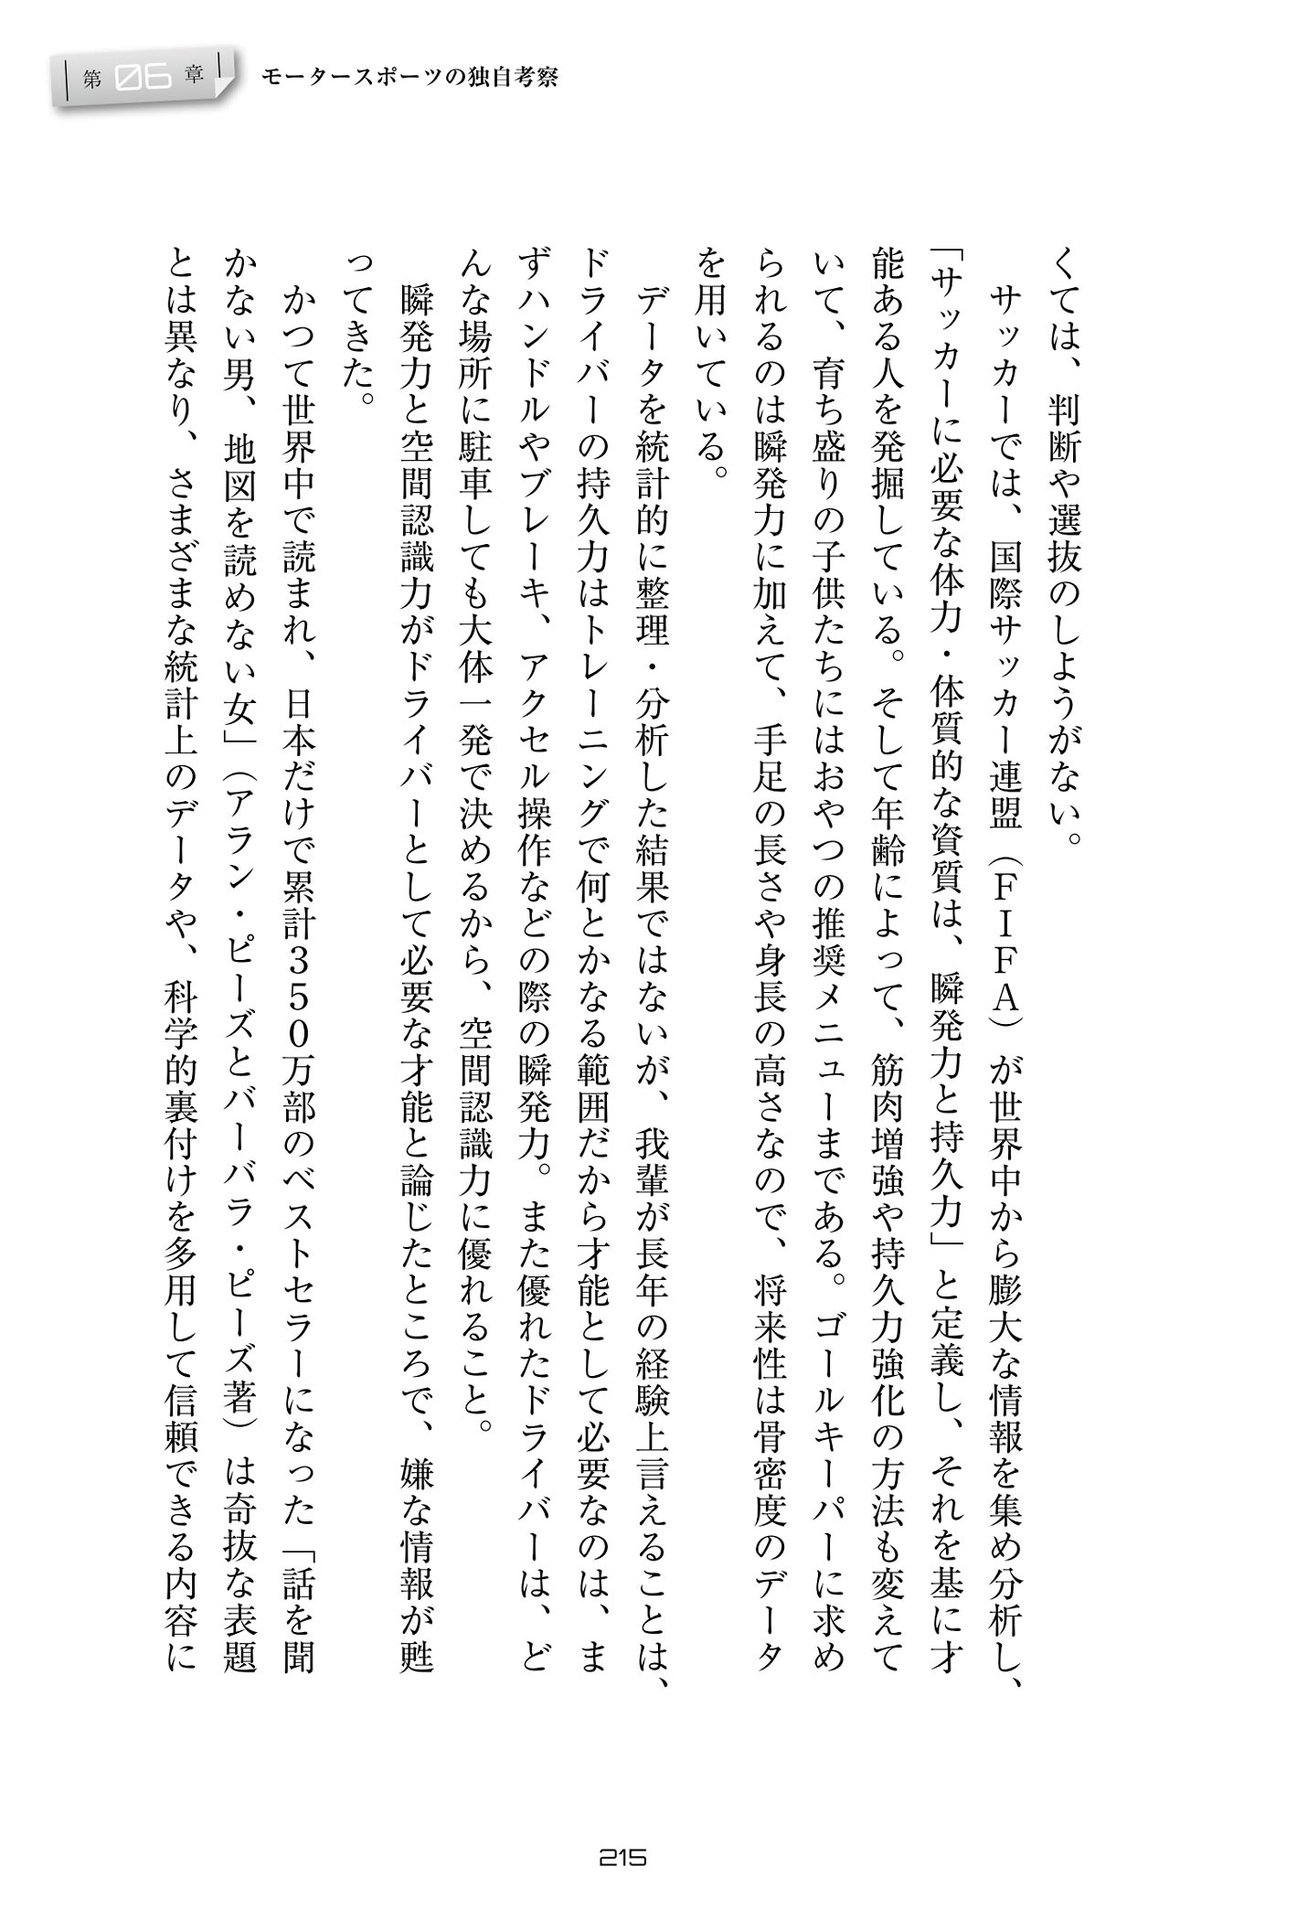 第06章 モータースポーツの独自考察
くては、判断や選抜のしようがない。
サッカーでは、国際サッカー連盟（ＦＩＦＡ）が世界中から膨大な情報を集め分析し、
「サッカーに必要な体力・体質的な資質は、瞬発力と持久力」と定義し、それを基に才
能ある人を発掘している。そして年齢によって、筋肉増強や持久力強化の方法も変えて
いて、育ち盛りの子供たちにはおやつの推奨メニューまである。ゴールキーパーに求め
られるのは瞬発力に加えて、手足の長さや身長の高さなので、将来性は骨密度のデータ
を用いている。
データを統計的に整理・分析した結果ではないが、我輩が長年の経験上言えることは、
ドライバーの持久力はトレーニングで何とかなる範囲だから才能として必要なのは、ま
ずハンドルやブレーキ、アクセル操作などの際の瞬発力。また優れたドライバーは、ど
んな場所に駐車しても大体一発で決めるから、空間認識力に優れること。
瞬発力と空間認識力がドライバーとして必要な才能と論じたところで、嫌な情報が甦
ってきた。
かつて世界中で読まれ、日本だけで累計３５０万部のベストセラーになった「話を聞
かない男、地図を読めない女」（アラン・ピーズとバーバラ・ピーズ著）は奇抜な表題
とは異なり、さまざまな統計上のデータや、科学的裏付けを多用して信頼できる内容に
215